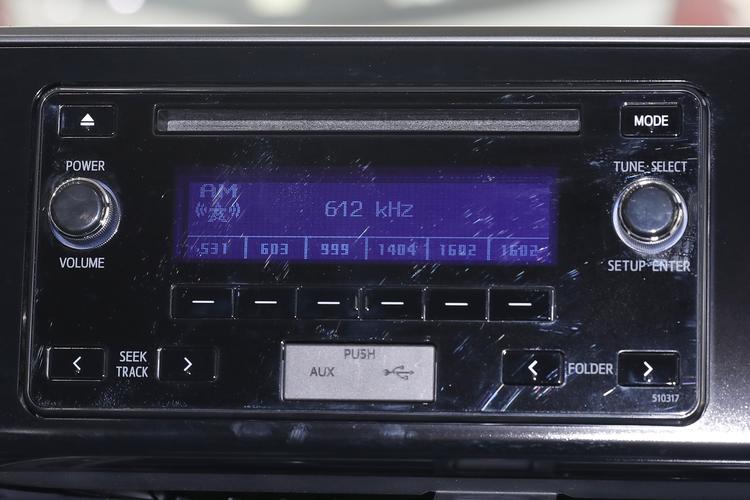 MODE
POWER
TUNE·SELECT
AM
612 kHz
531 603 999 1404 1602 1602
VOLUME
SETUP·ENTER
PUSH
AUX
SEEK
TRACK
FOLDER
510317